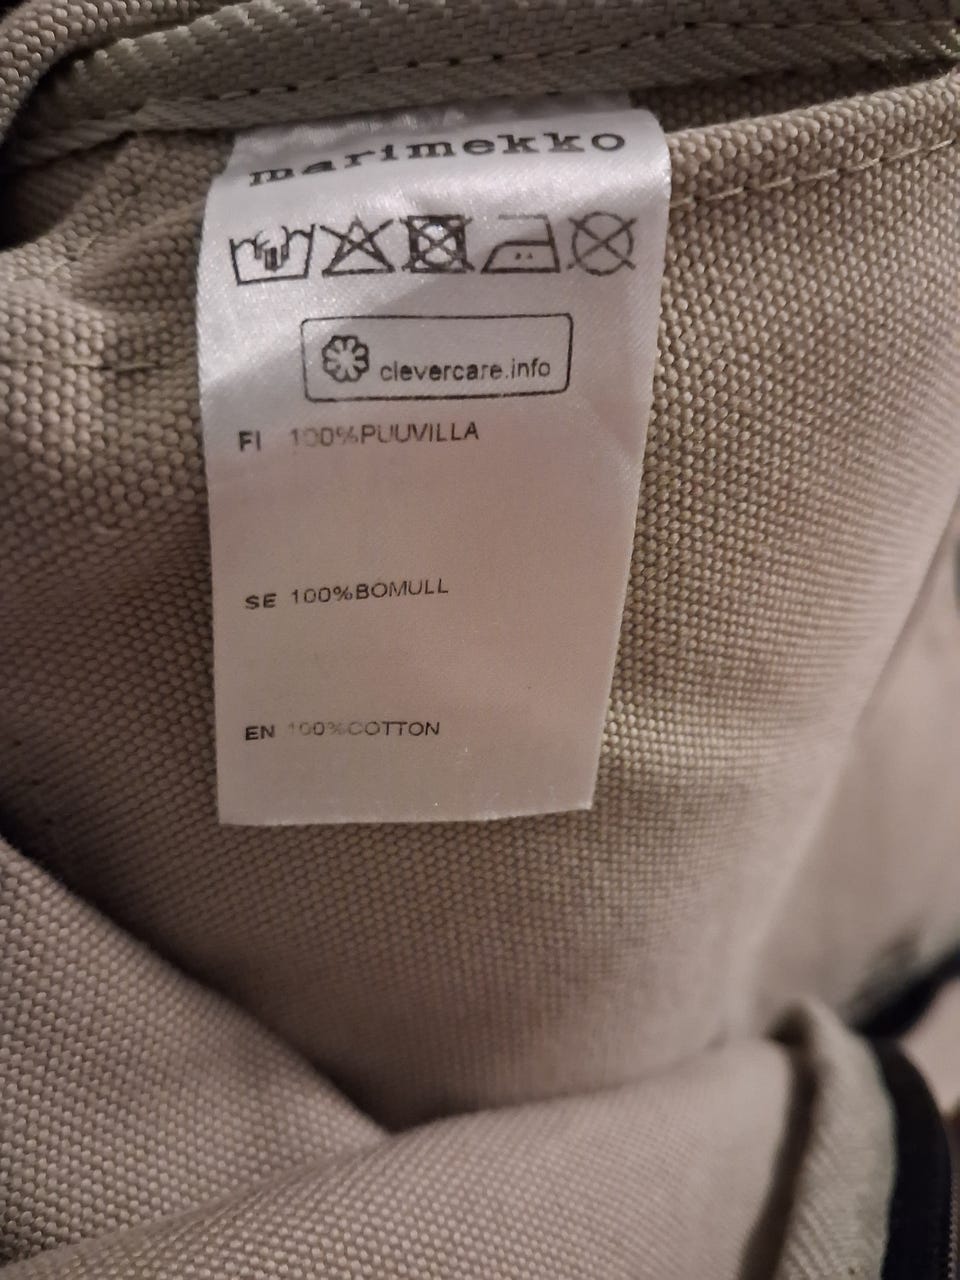 marimekko
clevercare.info
FI 100%PUUVILLA
SE 100%BOMULL
EN 100%COTTON